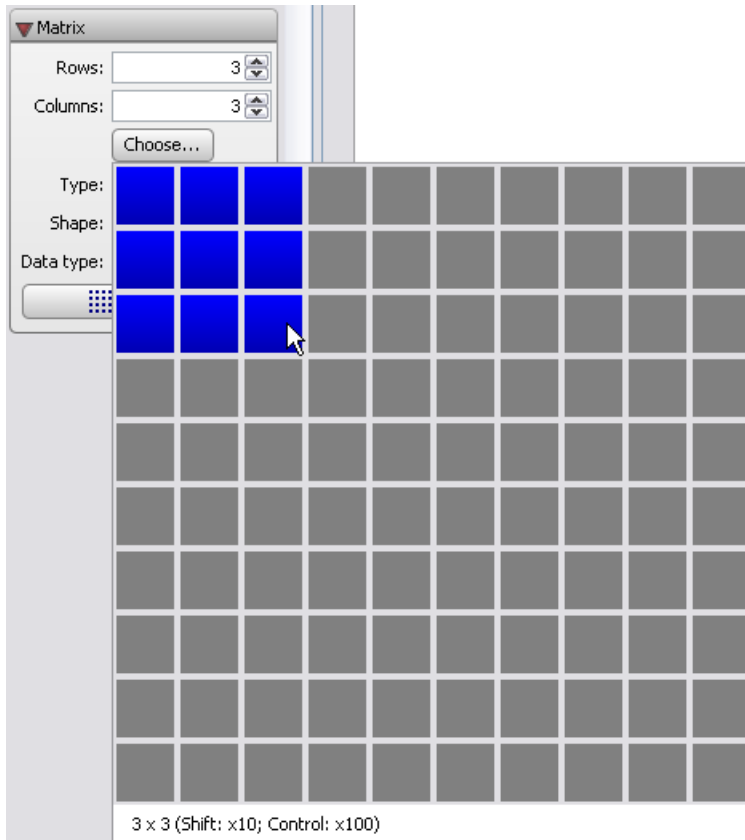 Matrix
Rows: 3
Columns: 3
Choose...
Type:
Shape:
Data type:
3 x 3 (Shift: x10; Control: x100)